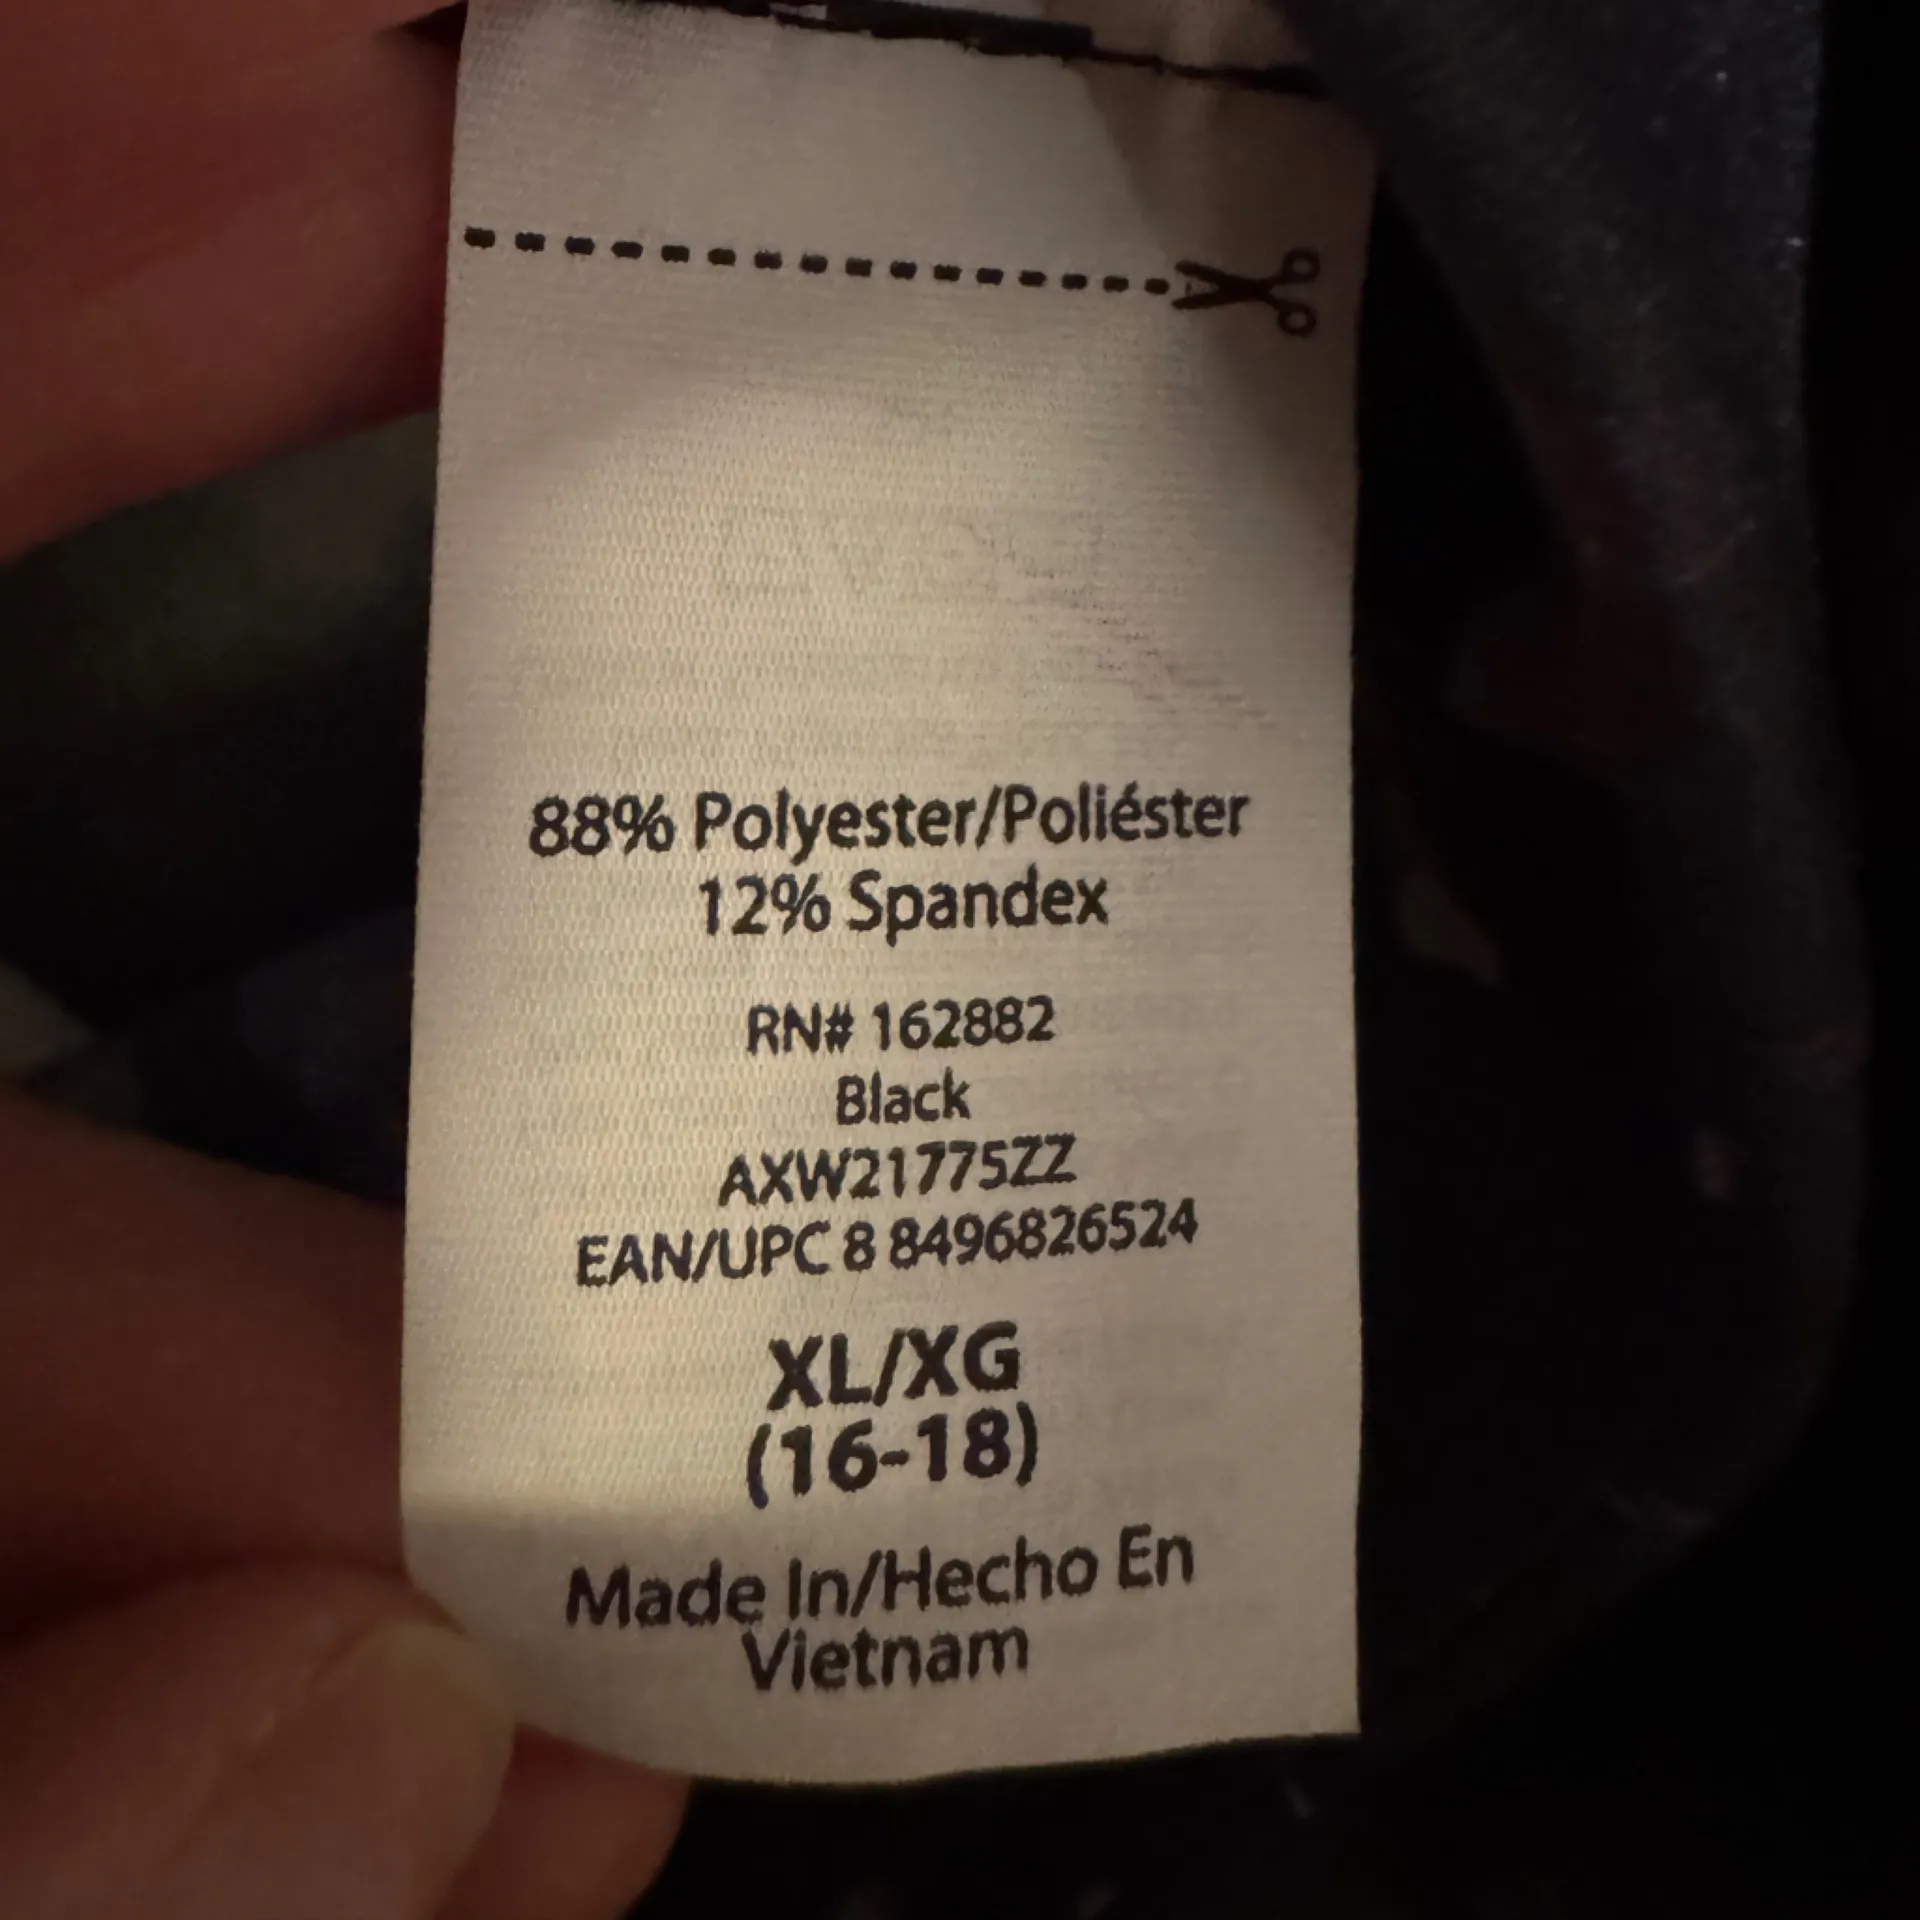 88% Polyester/Poliéster
12% Spandex
RN# 162882
Black
AXW21775ZZ
EAN/UPC 8 8496826524
XL/XG
(16-18)
Made In/Hecho En
Vietnam